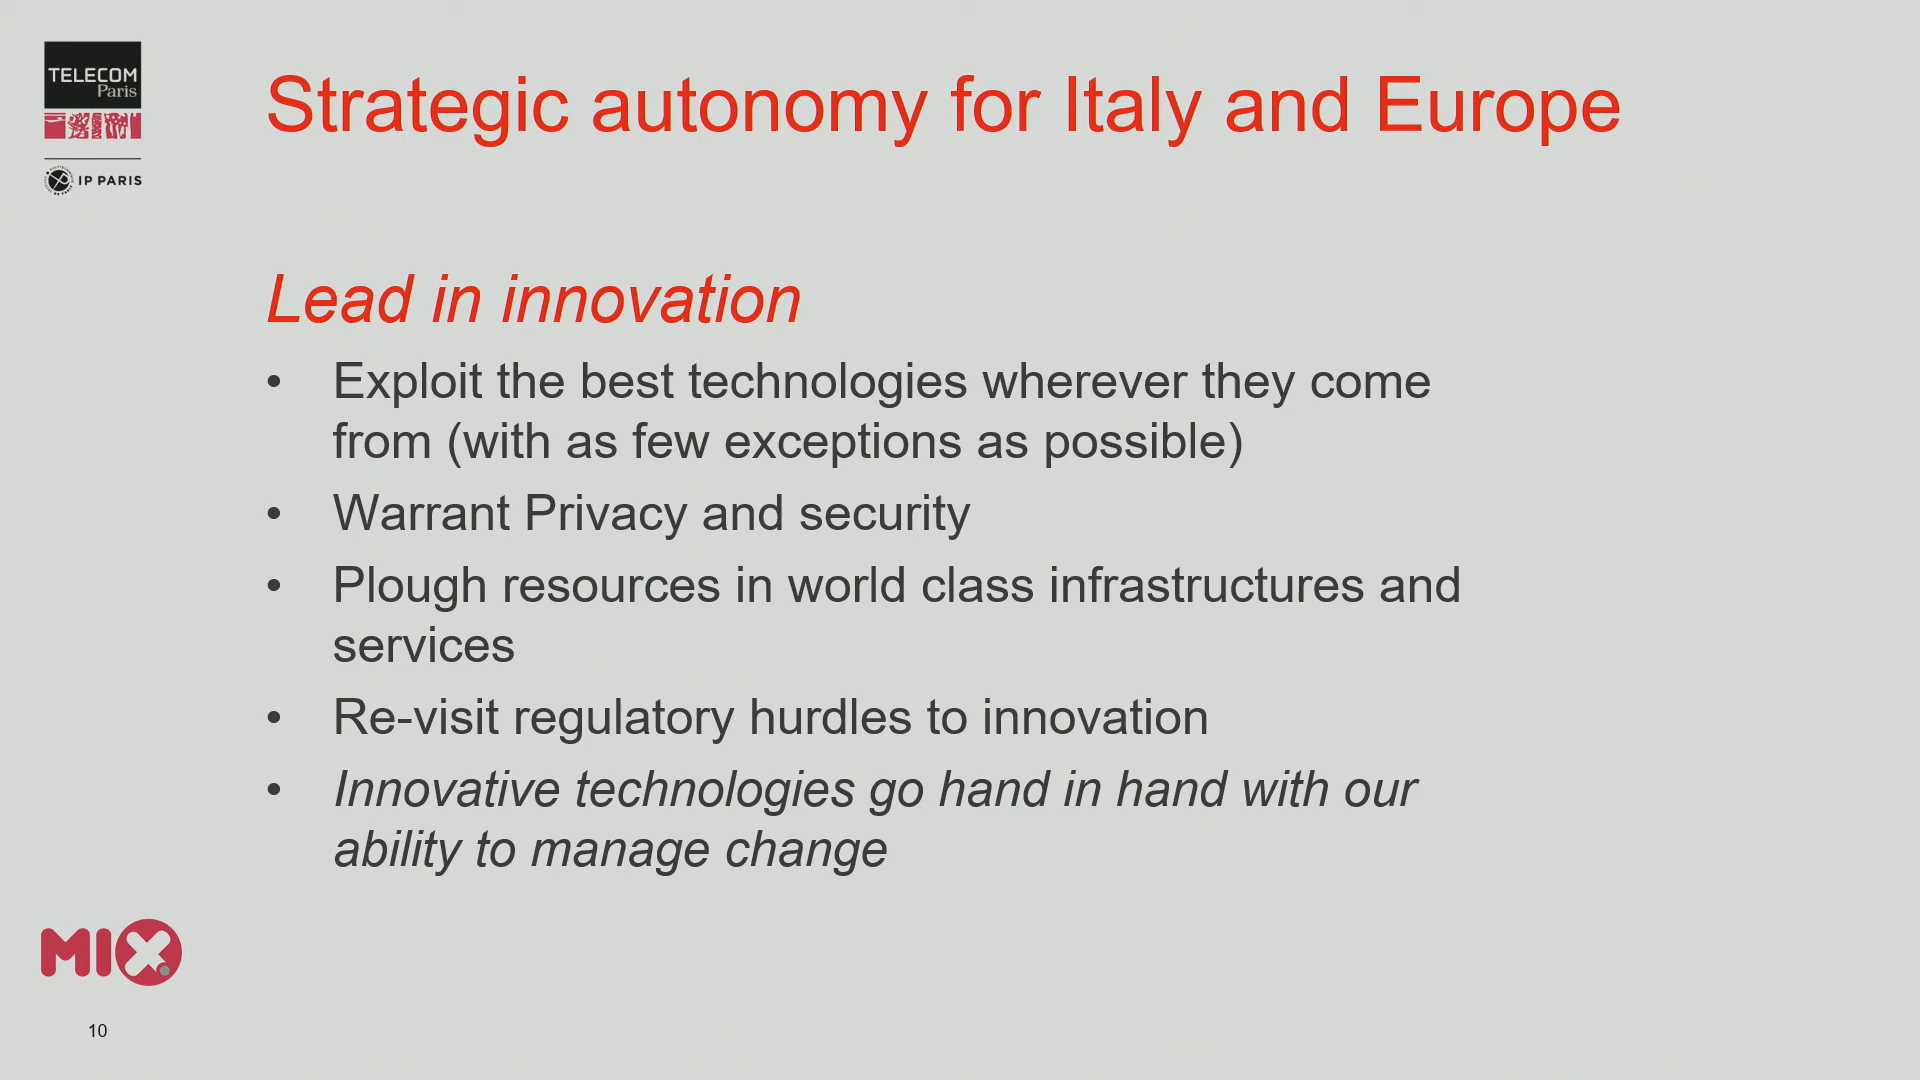 TELECOM
Paris
IP PARIS
Strategic autonomy for Italy and Europe
Lead in innovation
• Exploit the best technologies wherever they come
from (with as few exceptions as possible)
• Warrant Privacy and security
• Plough resources in world class infrastructures and
services
• Re-visit regulatory hurdles to innovation
• Innovative technologies go hand in hand with our
ability to manage change
MIX
10